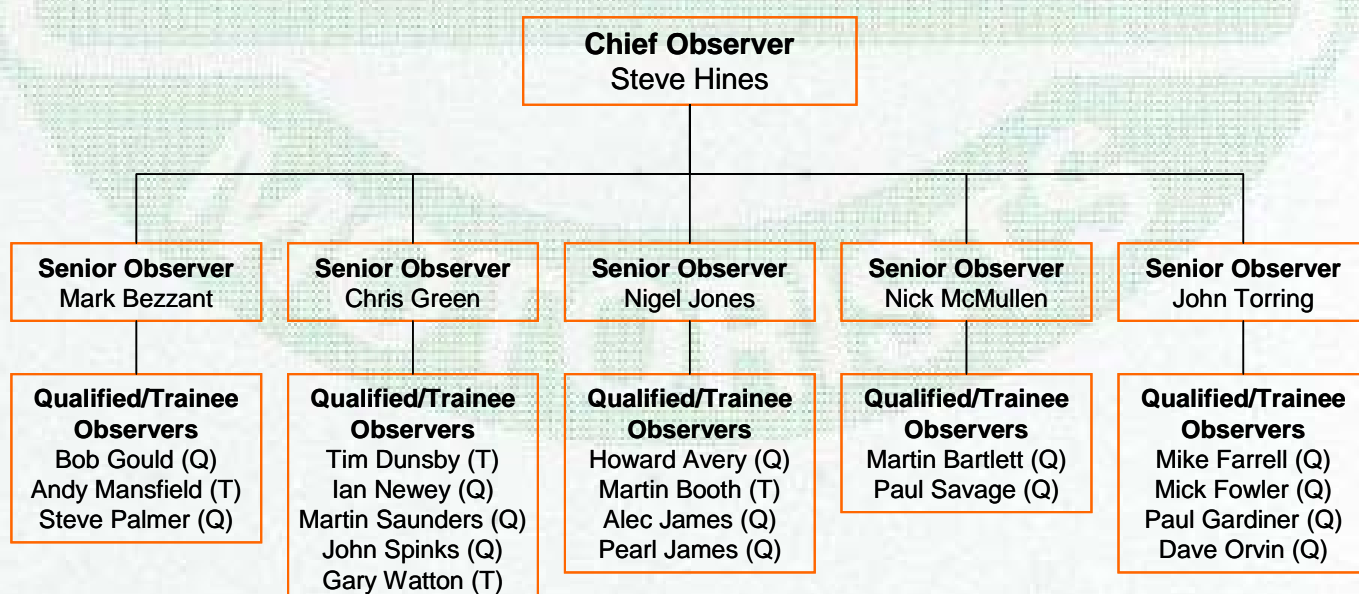 Chief Observer
Steve Hines
Senior Observer
Mark Bezzant
Senior Observer
Chris Green
Senior Observer
Nigel Jones
Senior Observer
Nick McMullen
Senior Observer
John Torring
Qualified/Trainee
Observers
Bob Gould (Q)
Andy Mansfield (T)
Steve Palmer (Q)
Qualified/Trainee
Observers
Tim Dunsby (T)
Ian Newey (Q)
Martin Saunders (Q)
John Spinks (Q)
Gary Watton (T)
Qualified/Trainee
Observers
Howard Avery (Q)
Martin Booth (T)
Alec James (Q)
Pearl James (Q)
Qualified/Trainee
Observers
Martin Bartlett (Q)
Paul Savage (Q)
Qualified/Trainee
Observers
Mike Farrell (Q)
Mick Fowler (Q)
Paul Gardiner (Q)
Dave Orvin (Q)